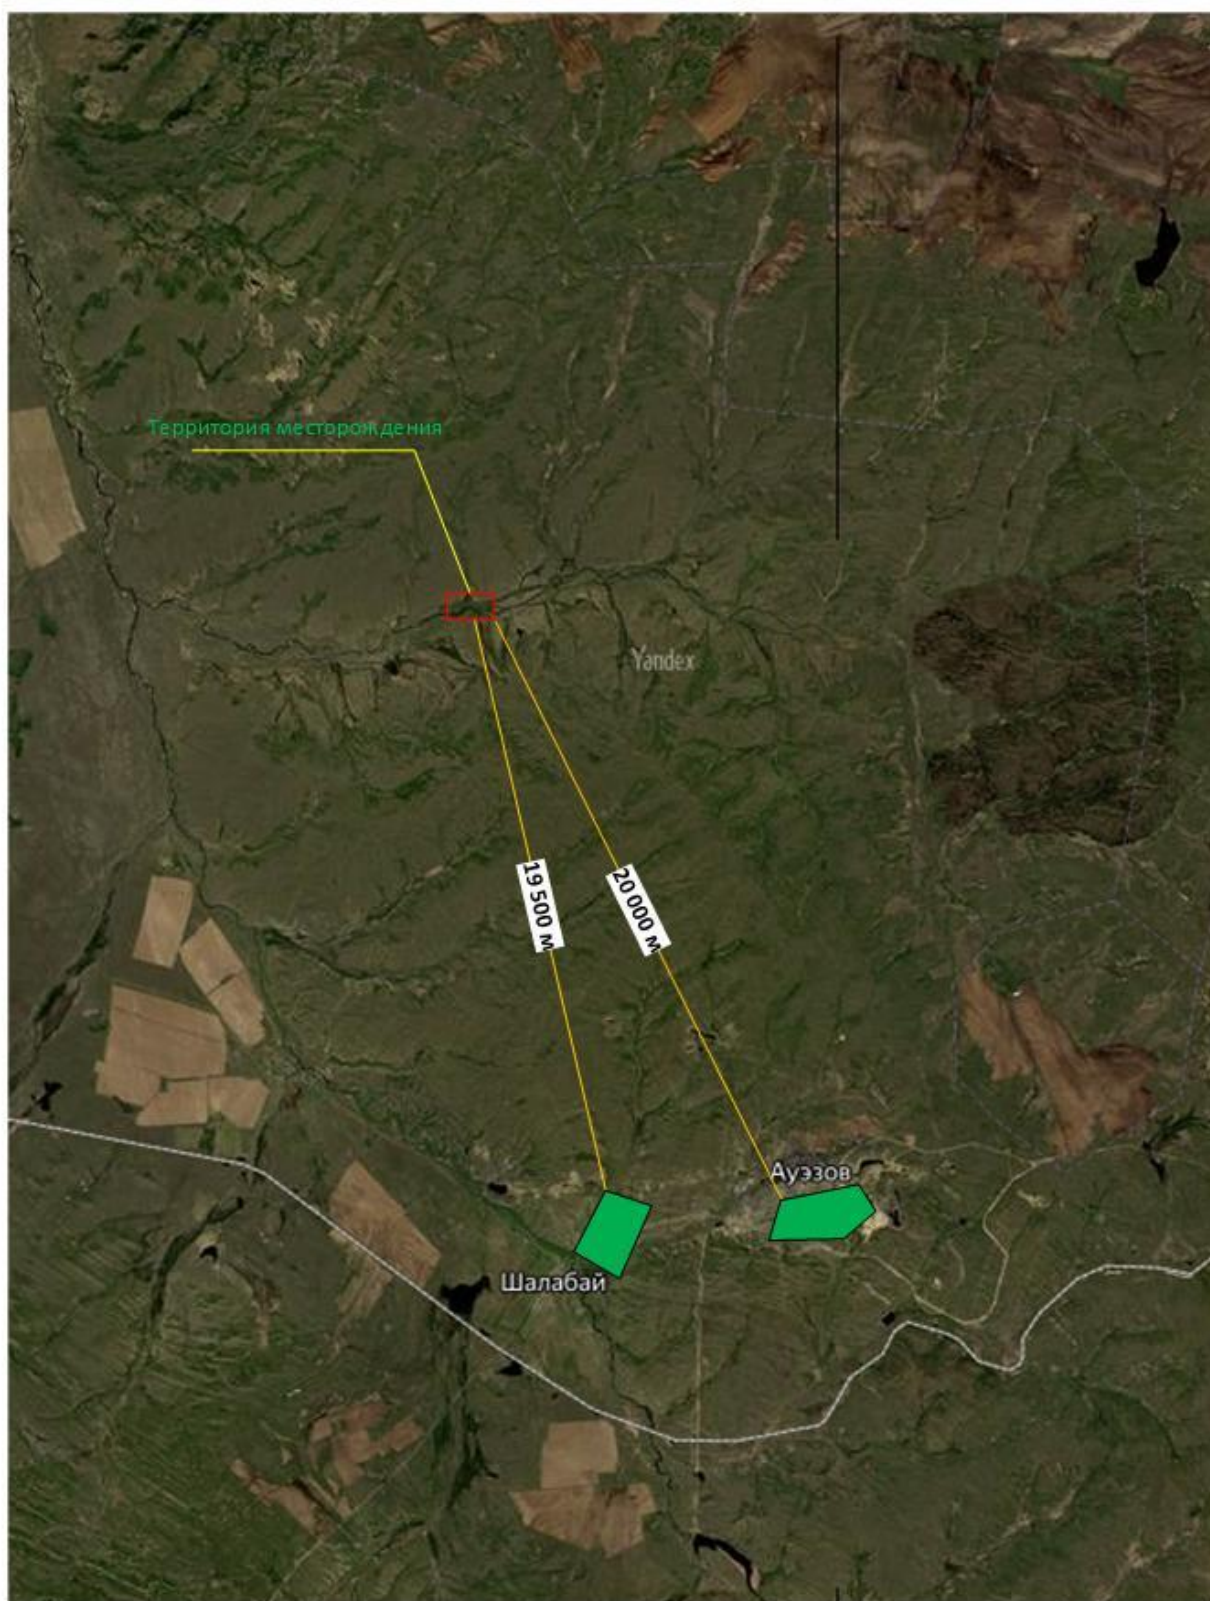 Территория месторождения
Yandex
19 500 м
20 000 м
Ауэзов
Шалабай